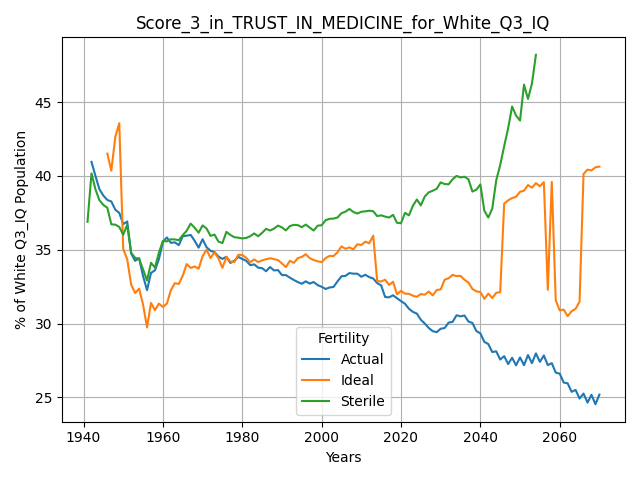 Score_3_in_TRUST_IN_MEDICINE_for_White_Q3_IQ
% of White Q3_IQ Population
45
40
35
30
25
Fertility
Actual
Ideal
Sterile
1940 1960 1980 2000 2020 2040 2060
Years